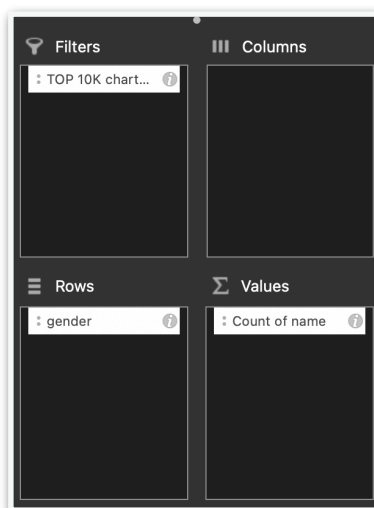 Filters
Columns
TOP 10K chart...
Rows
Values
gender
Count of name